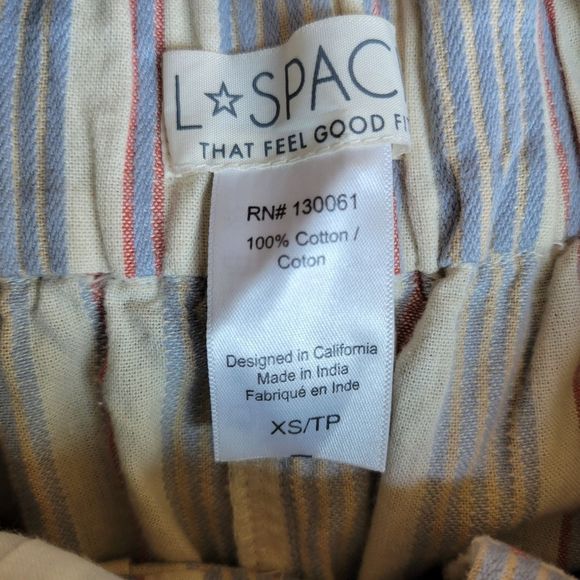 L☆SPAC
THAT FEEL GOOD FI
RN# 130061
100% Cotton /
Coton
Designed in California
Made in India
Fabriqué en Inde
XS/TP